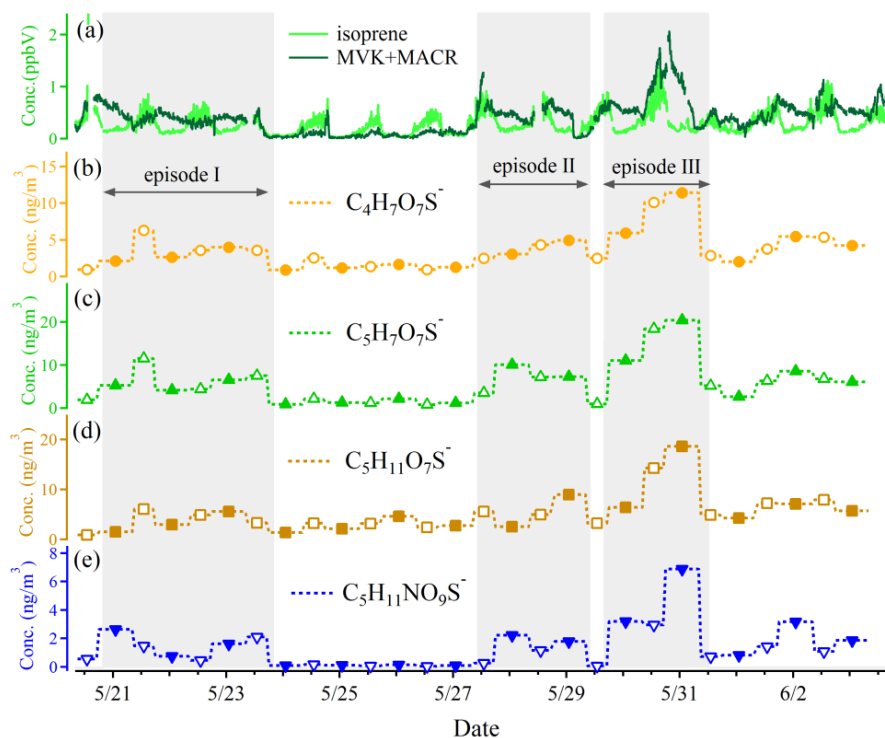 (a)
isoprene
MVK+MACR
Conc.(ppbV)
2
1
0
(b)
episode I
episode II
episode III
C₄H₇O₇S⁻
Conc. (ng/m³)
15
10
5
0
(c)
C₅H₇O₇S⁻
Conc. (ng/m³)
20
10
0
(d)
C₅H₁₁O₇S⁻
Conc. (ng/m³)
20
10
0
(e)
C₅H₁₁NO₉S⁻
Conc. (ng/m³)
8
6
4
2
0
5/21 5/23 5/25 5/27 5/29 5/31 6/2
Date